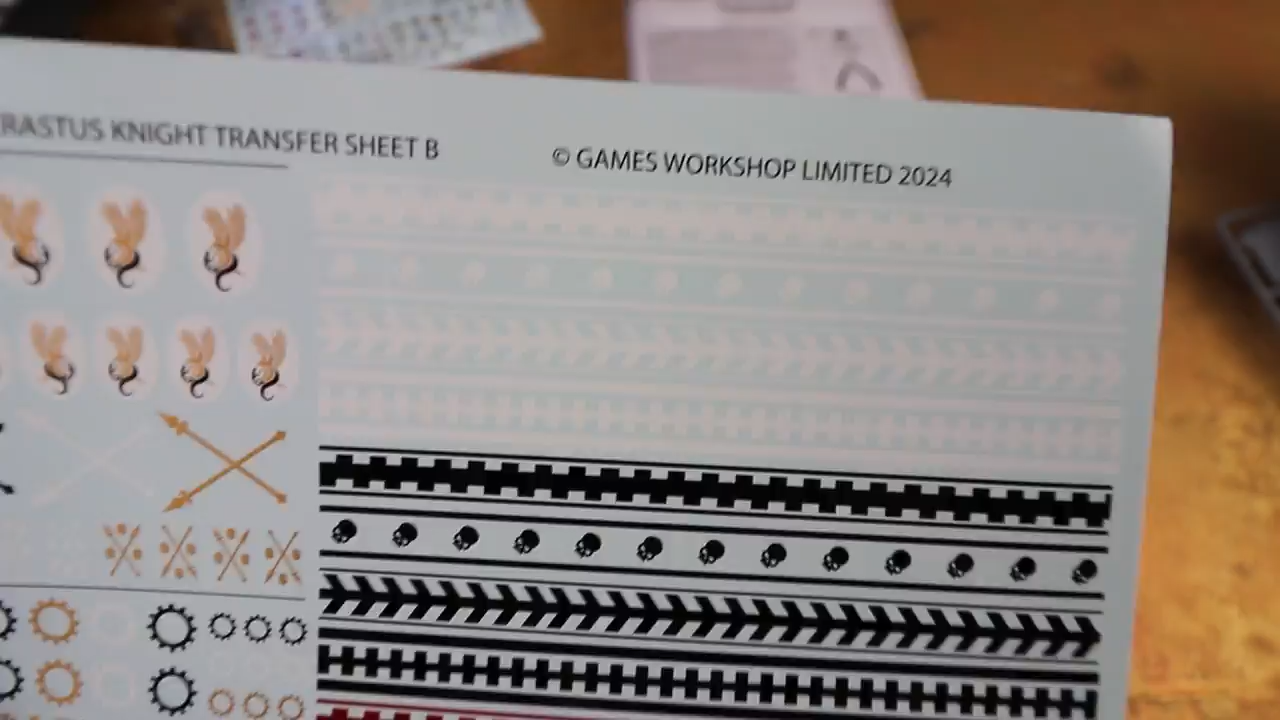 RASTUS KNIGHT TRANSFER SHEET B
© GAMES WORKSHOP LIMITED 2024